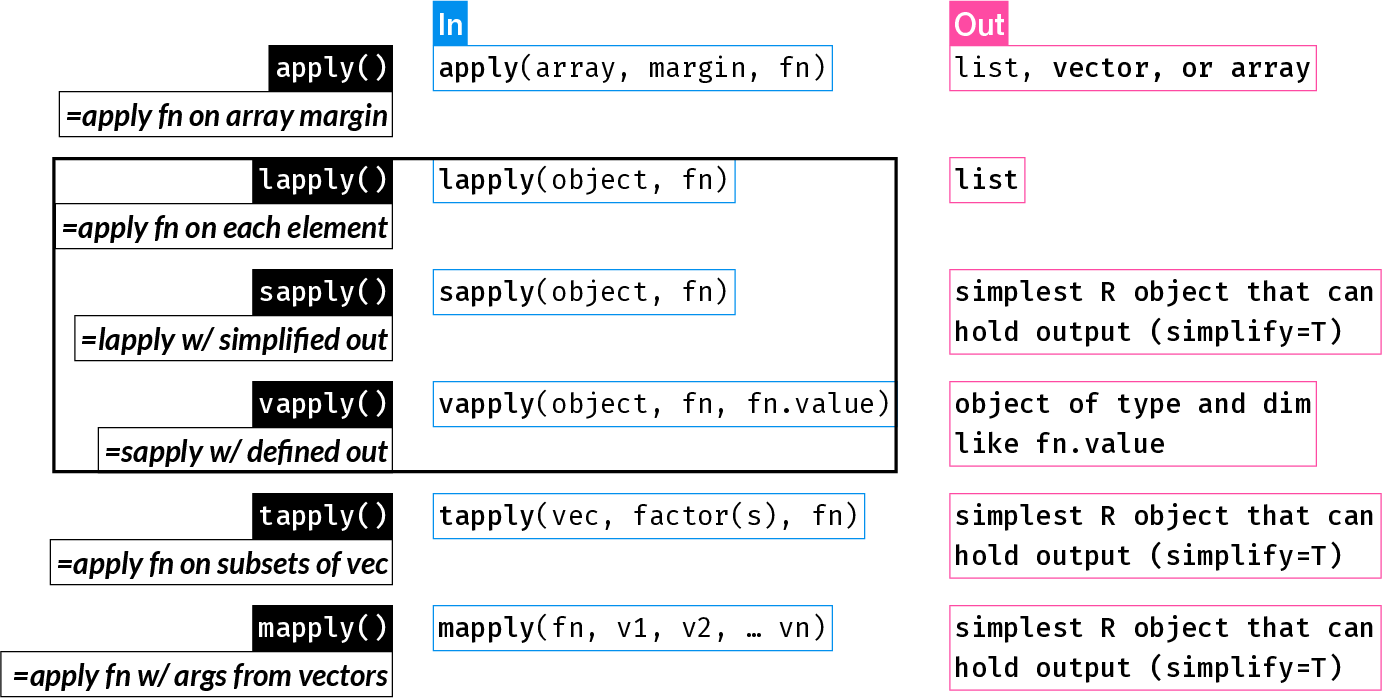 In
Out
apply()
apply(array, margin, fn)
list, vector, or array
=apply fn on array margin
lapply()
lapply(object, fn)
list
=apply fn on each element
sapply()
sapply(object, fn)
simplest R object that can
hold output (simplify=T)
=lapply w/ simplified out
vapply()
vapply(object, fn, fn.value)
object of type and dim
like fn.value
=sapply w/ defined out
tapply()
tapply(vec, factor(s), fn)
simplest R object that can
hold output (simplify=T)
=apply fn on subsets of vec
mapply()
mapply(fn, v1, v2, … vn)
simplest R object that can
hold output (simplify=T)
=apply fn w/ args from vectors